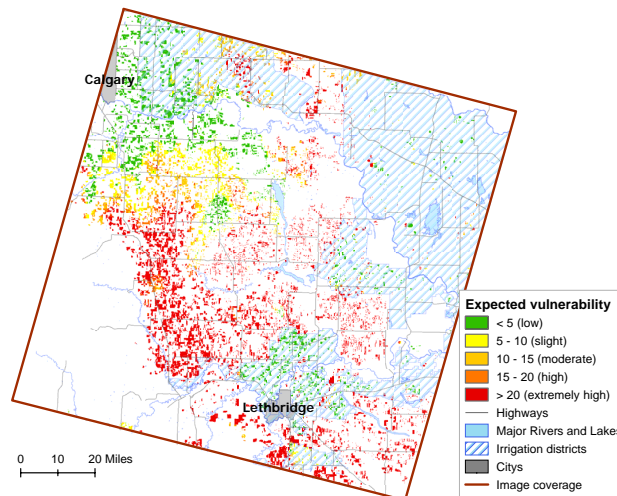 Calgary
Lethbridge
Expected vulnerability
< 5 (low)
5 - 10 (slight)
10 - 15 (moderate)
15 - 20 (high)
> 20 (extremely high)
Highways
Major Rivers and Lakes
Irrigation districts
Citys
Image coverage
0 10 20 Miles